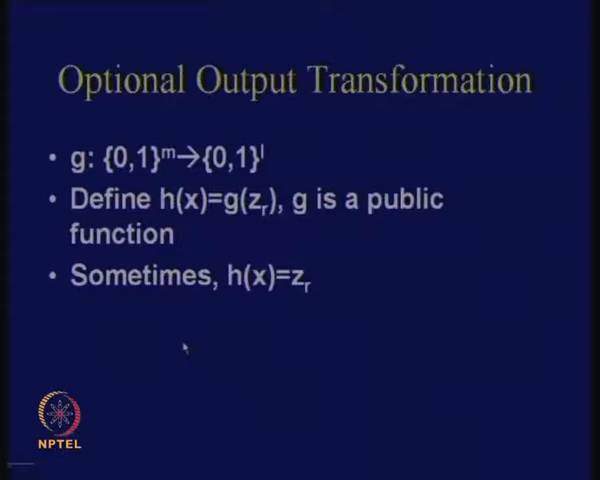 Optional Output Transformation
• g: {0,1}ᵐ→{0,1}ˡ
• Define h(x)=g(zᵣ), g is a public
function
• Sometimes, h(x)=zᵣ
NPTEL